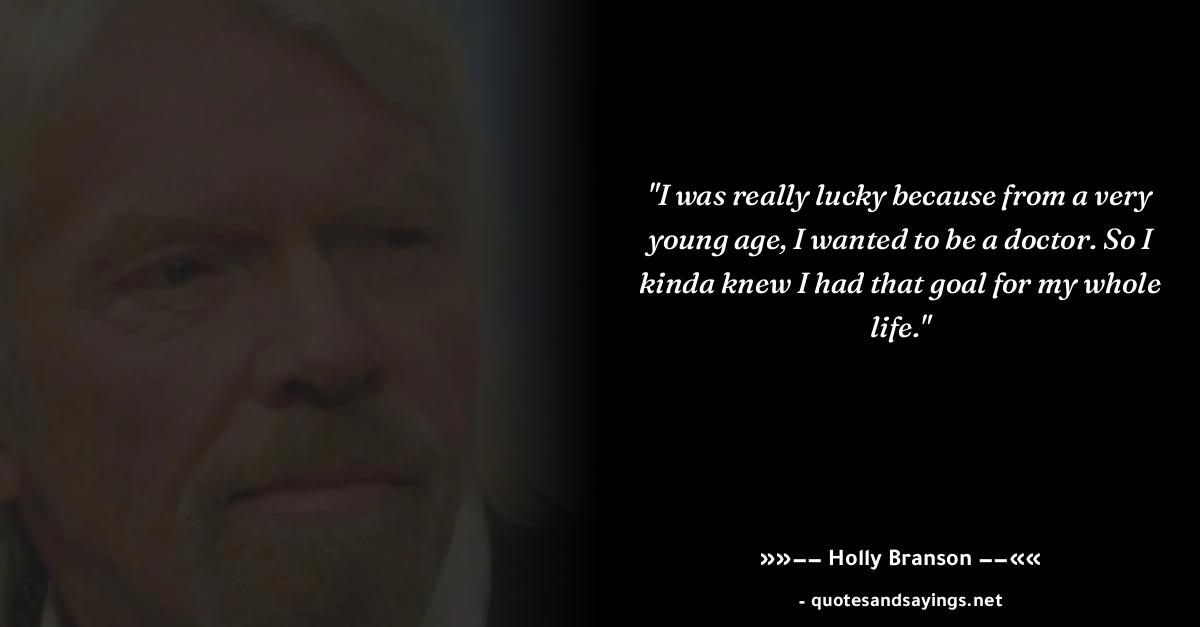 "I was really lucky because from a very
young age, I wanted to be a doctor. So I
kinda knew I had that goal for my whole
life."
»»−− Holly Branson −−««
- quotesandsayings.net